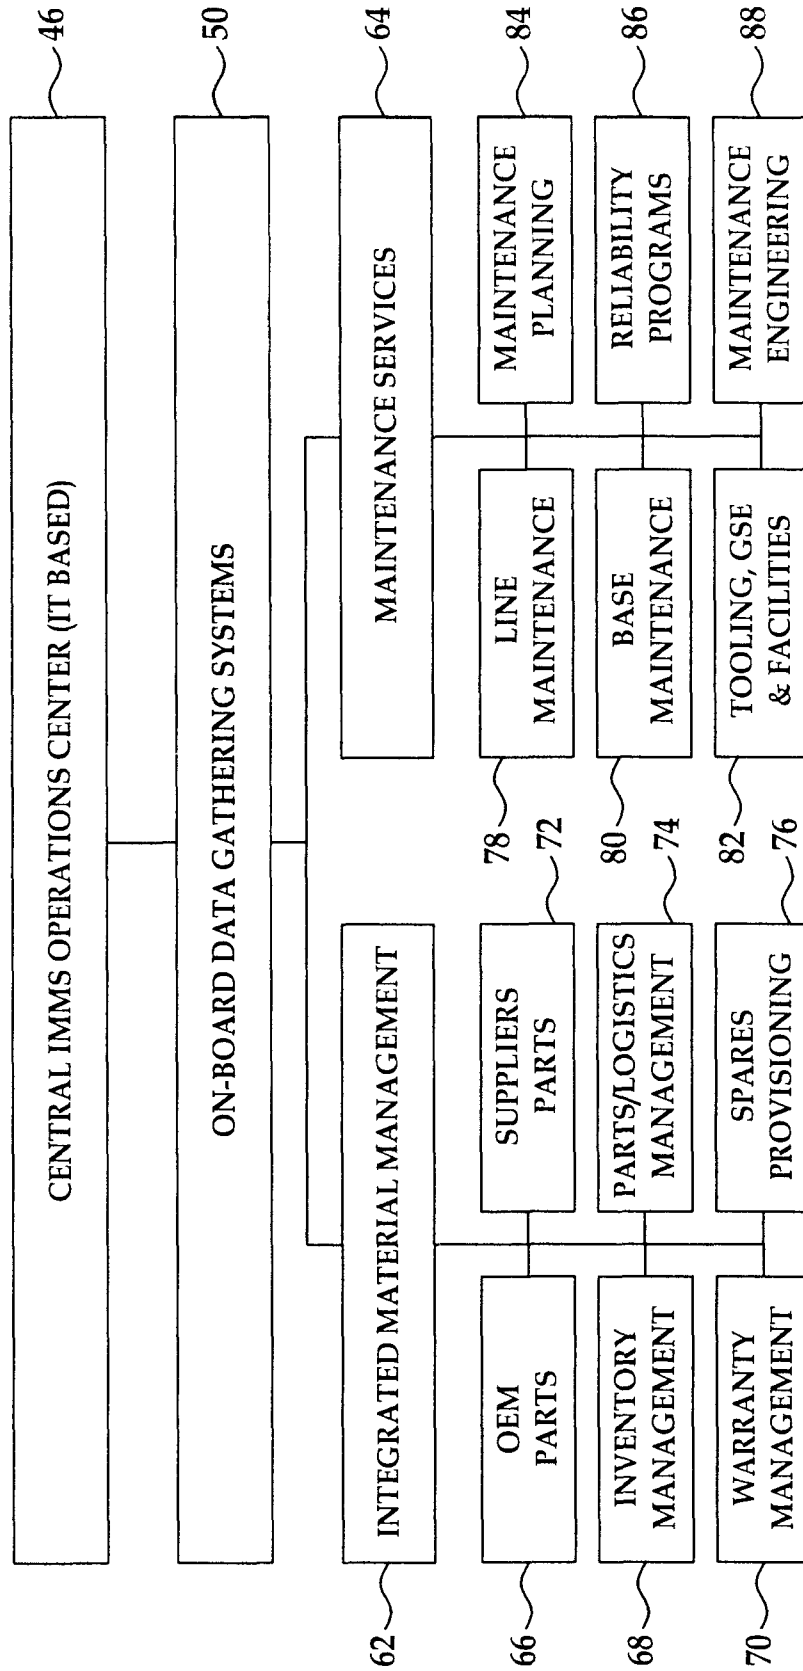 CENTRAL IMMS OPERATIONS CENTER (IT BASED)
46
ON-BOARD DATA GATHERING SYSTEMS
50
62
INTEGRATED MATERIAL MANAGEMENT
MAINTENANCE SERVICES
64
66
OEM
PARTS
SUPPLIERS
PARTS
72
78
LINE
MAINTENANCE
MAINTENANCE
PLANNING
84
68
INVENTORY
MANAGEMENT
PARTS/LOGISTICS
MANAGEMENT
74
80
BASE
MAINTENANCE
RELIABILITY
PROGRAMS
86
70
WARRANTY
MANAGEMENT
SPARES
PROVISIONING
76
82
TOOLING, GSE
& FACILITIES
MAINTENANCE
ENGINEERING
88